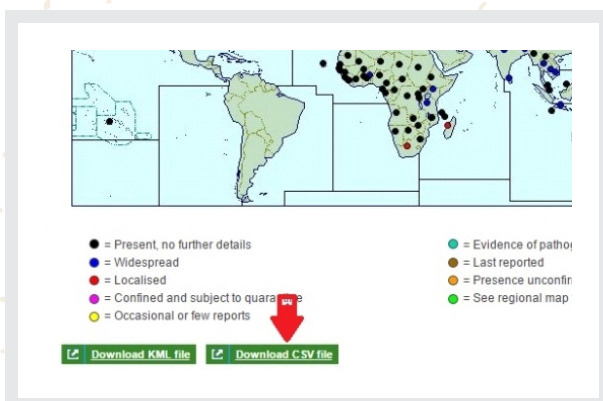 = Present, no further details
= Widespread
= Localised
= Confined and subject to quara
= Occasional or few reports
= Evidence of pathog
= Last reported
= Presence unconfir
= See regional map
Download KML file
Download CSV file